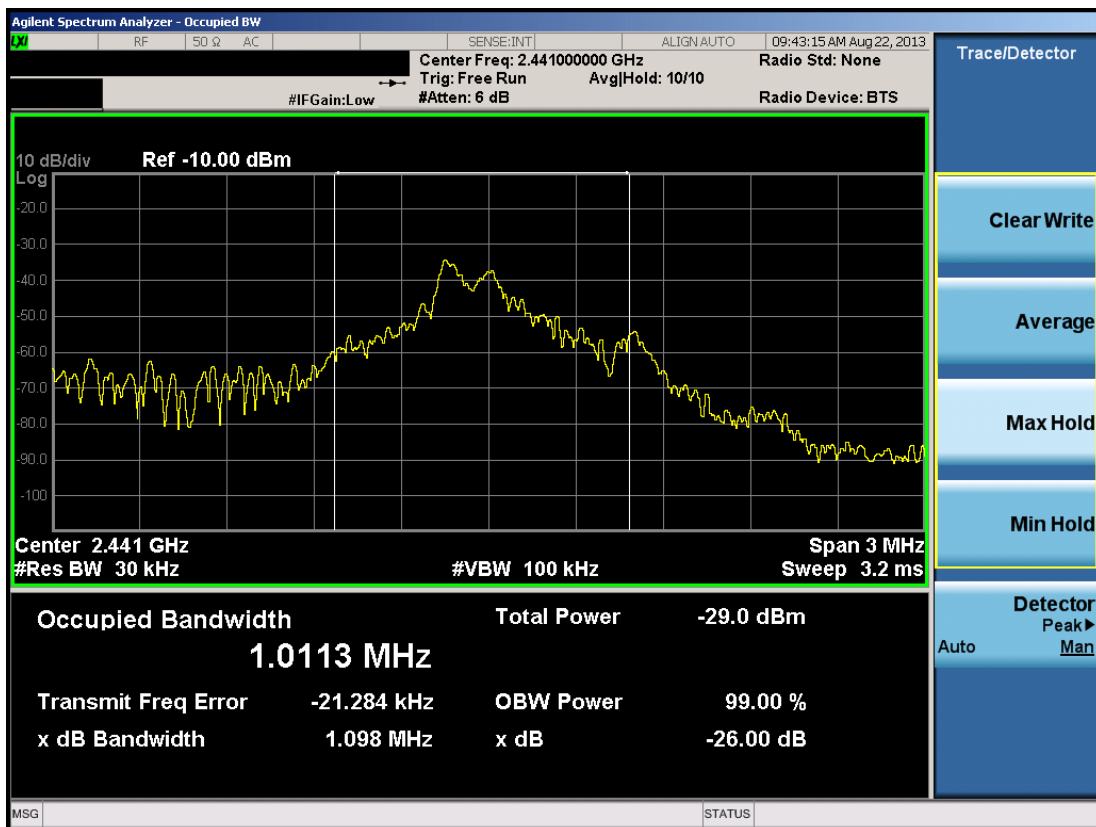 Agilent Spectrum Analyzer - Occupied BW
LXI RF 50 Ω AC SENSE:INT ALIGN AUTO 09:43:15 AM Aug 22, 2013
Center Freq: 2.441000000 GHz Radio Std: None
Trig: Free Run Avg|Hold: 10/10
#IFGain:Low #Atten: 6 dB Radio Device: BTS
10 dB/div Ref -10.00 dBm
Log
-20.0
-30.0
-40.0
-50.0
-60.0
-70.0
-80.0
-90.0
-100
Center 2.441 GHz Span 3 MHz
#Res BW 30 kHz #VBW 100 kHz Sweep 3.2 ms
Occupied Bandwidth Total Power -29.0 dBm
1.0113 MHz
Transmit Freq Error -21.284 kHz OBW Power 99.00 %
x dB Bandwidth 1.098 MHz x dB -26.00 dB
MSG STATUS
Trace/Detector
Clear Write
Average
Max Hold
Min Hold
Detector
Peak▶
Auto Man